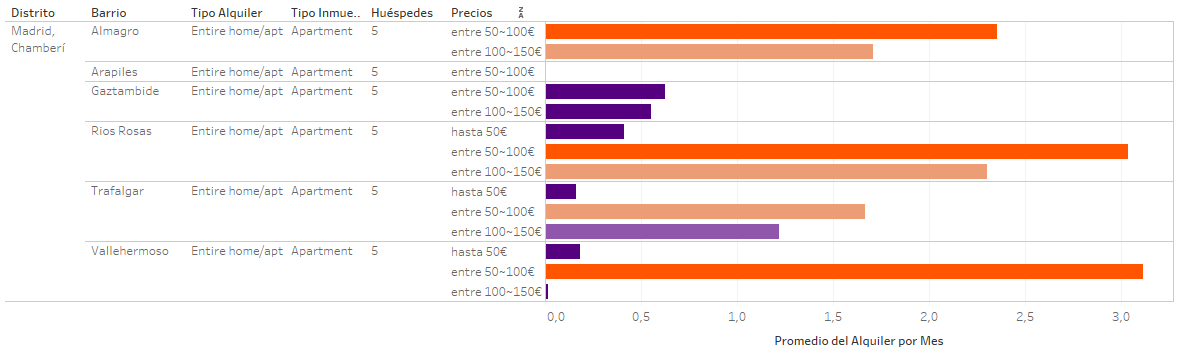 Distrito Barrio Tipo Alquiler Tipo Inmue.. Huéspedes Precios
Madrid, Chamberí Almagro Entire home/apt Apartment 5 entre 50~100€
entre 100~150€
Arapiles Entire home/apt Apartment 5 entre 50~100€
Gaztambide Entire home/apt Apartment 5 entre 50~100€
entre 100~150€
Rios Rosas Entire home/apt Apartment 5 hasta 50€
entre 50~100€
entre 100~150€
Trafalgar Entire home/apt Apartment 5 hasta 50€
entre 50~100€
entre 100~150€
Vallehermoso Entire home/apt Apartment 5 hasta 50€
entre 50~100€
entre 100~150€
0,0 0,5 1,0 1,5 2,0 2,5 3,0
Promedio del Alquiler por Mes